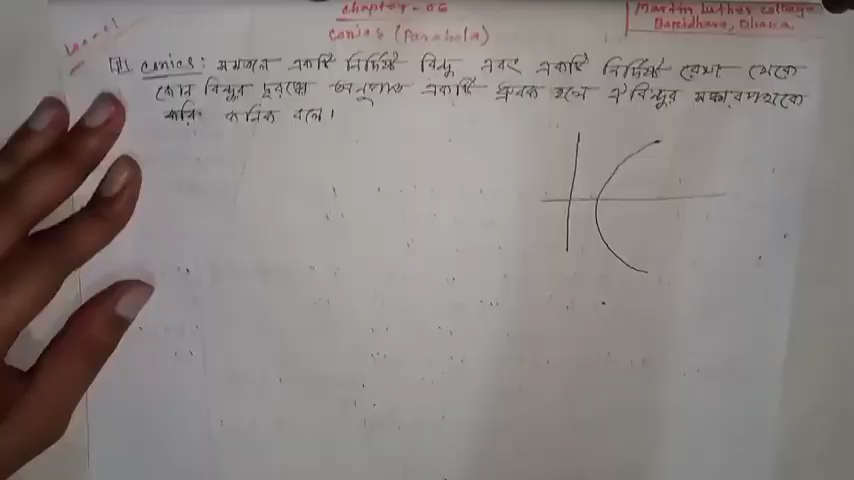 Chapter - 06
Conics (Parabola)
Martin Luther College
Baridhara, Dhaka
Conics: সমতলে একটি নির্দিষ্ট বিন্দু এবং একটি নির্দিষ্ট রেখা থেকে
কোন বিন্দুর দূরত্বের অনুপাত একটি ধ্রুবক হলে ঐ বিন্দুর সঞ্চারপথকে
কনিক বলে।